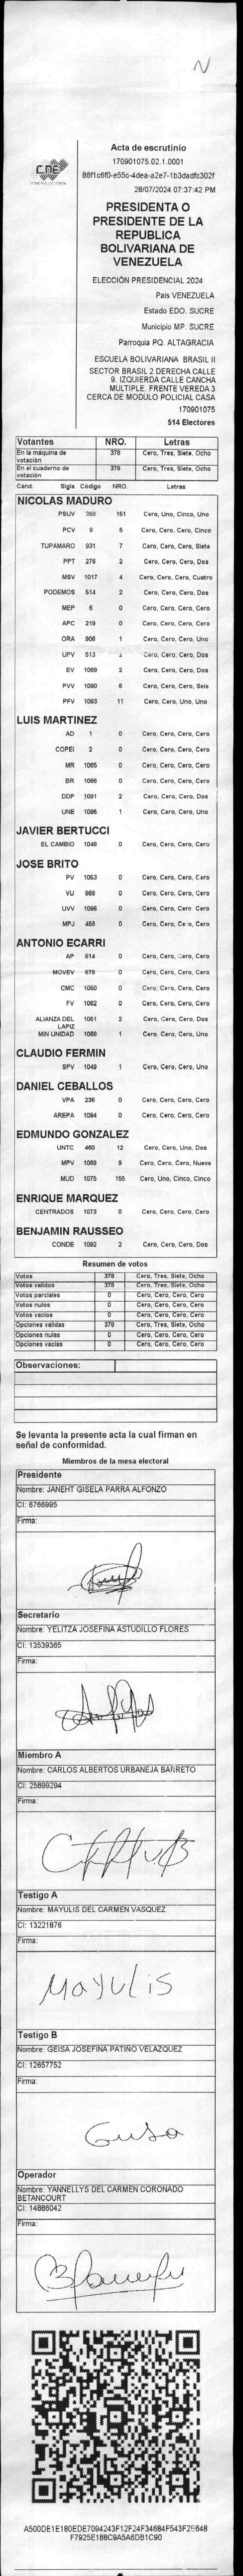 N
CNE
Acta de escrutinio
170901075.02.1.0001
86f1c6f0-e55c-4dea-a2e7-1b3dadfc302f
28/07/2024 07:37:42 PM
PRESIDENTA O
PRESIDENTE DE LA
REPUBLICA
BOLIVARIANA DE
VENEZUELA
ELECCIÓN PRESIDENCIAL 2024
Pais VENEZUELA
Estado EDO. SUCRE
Municipio MP. SUCRE
Parroquia PQ. ALTAGRACIA
ESCUELA BOLIVARIANA BRASIL II
SECTOR BRASIL 2 DERECHA CALLE
9. IZQUIERDA CALLE CANCHA
MULTIPLE. FRENTE VEREDA 3
CERCA DE MODULO POLICIAL CASA
170901075
514 Electores
Votantes NRO. Letras
En la máquina de votación 378 Cero, Tres, Siete, Ocho
En el cuaderno de votación 378 Cero, Tres, Siete, Ocho
Cand. Sigla Código NRO. Letras
NICOLAS MADURO
PSUV 269 151 Cero, Uno, Cinco, Uno
PCV 9 5 Cero, Cero, Cero, Cinco
TUPAMARO 931 7 Cero, Cero, Cero, Siete
PPT 276 2 Cero, Cero, Cero, Dos
MSV 1017 4 Cero, Cero, Cero, Cuatro
PODEMOS 514 2 Cero, Cero, Cero, Dos
MEP 6 0 Cero, Cero, Cero, Cero
APC 219 0 Cero, Cero, Cero, Cero
ORA 906 1 Cero, Cero, Cero, Uno
UPV 513 2 Cero, Cero, Cero, Dos
EV 1089 2 Cero, Cero, Cero, Dos
PVV 1090 6 Cero, Cero, Cero, Seis
PFV 1093 11 Cero, Cero, Uno, Uno
LUIS MARTINEZ
AD 1 0 Cero, Cero, Cero, Cero
COPEI 2 0 Cero, Cero, Cero, Cero
MR 1065 0 Cero, Cero, Cero, Cero
BR 1066 0 Cero, Cero, Cero, Cero
DDP 1091 2 Cero, Cero, Cero, Dos
UNE 1095 1 Cero, Cero, Cero, Uno
JAVIER BERTUCCI
EL CAMBIO 1048 0 Cero, Cero, Cero, Cero
JOSE BRITO
PV 1053 0 Cero, Cero, Cero, Cero
VU 868 0 Cero, Cero, Cero, Cero
UVV 1096 0 Cero, Cero, Cero, Cero
MPJ 458 0 Cero, Cero, Cero, Cero
ANTONIO ECARRI
AP 814 0 Cero, Cero, Cero, Cero
MOVEV 878 0 Cero, Cero, Cero, Cero
CMC 1050 0 Cero, Cero, Cero, Cero
FV 1062 0 Cero, Cero, Cero, Cero
ALIANZA DEL LAPIZ 1051 2 Cero, Cero, Cero, Dos
MIN UNIDAD 1068 1 Cero, Cero, Cero, Uno
CLAUDIO FERMIN
SPV 1049 1 Cero, Cero, Cero, Uno
DANIEL CEBALLOS
VPA 236 0 Cero, Cero, Cero, Cero
AREPA 1094 0 Cero, Cero, Cero, Cero
EDMUNDO GONZALEZ
UNTC 460 12 Cero, Cero, Uno, Dos
MPV 1069 9 Cero, Cero, Cero, Nueve
MUD 1075 155 Cero, Uno, Cinco, Cinco
ENRIQUE MARQUEZ
CENTRADOS 1073 0 Cero, Cero, Cero, Cero
BENJAMIN RAUSSEO
CONDE 1092 2 Cero, Cero, Cero, Dos
Resumen de votos
Votos 378 Cero, Tres, Siete, Ocho
Votos validos 378 Cero, Tres, Siete, Ocho
Votos parciales 0 Cero, Cero, Cero, Cero
Votos nulos 0 Cero, Cero, Cero, Cero
Votos vacios 0 Cero, Cero, Cero, Cero
Opciones validas 378 Cero, Tres, Siete, Ocho
Opciones nulas 0 Cero, Cero, Cero, Cero
Opciones vacias 0 Cero, Cero, Cero, Cero
Observaciones:
Se levanta la presente acta la cual firman en
señal de conformidad.
Miembros de la mesa electoral
Presidente
Nombre: JANEHT GISELA PARRA ALFONZO
CI: 6766995
Firma:
Secretario
Nombre: YELITZA JOSEFINA ASTUDILLO FLORES
CI: 13539365
Firma:
Miembro A
Nombre: CARLOS ALBERTOS URBANEJA BARRETO
CI: 25899294
Firma:
Testigo A
Nombre: MAYULIS DEL CARMEN VASQUEZ
CI: 13221876
Firma:
MAYULIS
Testigo B
Nombre: GEISA JOSEFINA PATIÑO VELAZQUEZ
CI: 12657752
Firma:
Operador
Nombre: YANNELLYS DEL CARMEN CORONADO
BETANCOURT
CI: 14886042
Firma:
A500DE1E180EDE7094243F12F24F34684F543F2E648
F7925E188C9A5A6DB1C90